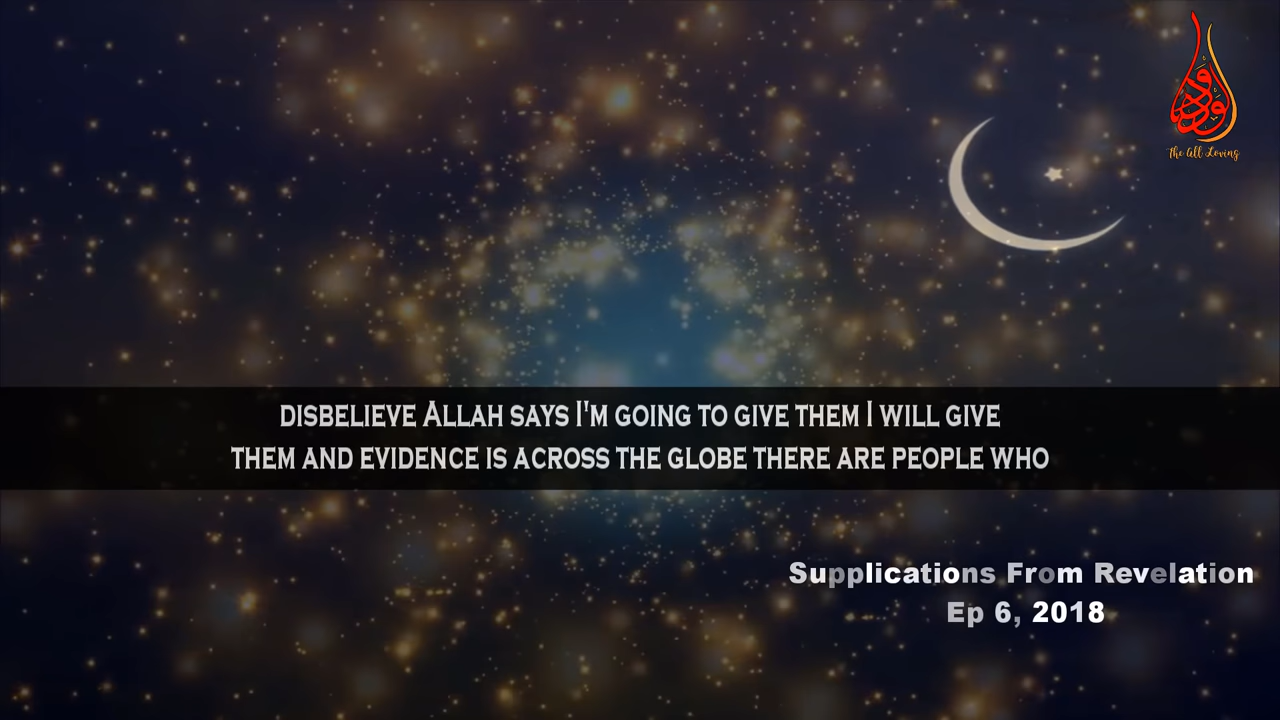 الودود
The All Loving
DISBELIEVE ALLAH SAYS I'M GOING TO GIVE THEM I WILL GIVE
THEM AND EVIDENCE IS ACROSS THE GLOBE THERE ARE PEOPLE WHO
Supplications From Revelation
Ep 6, 2018